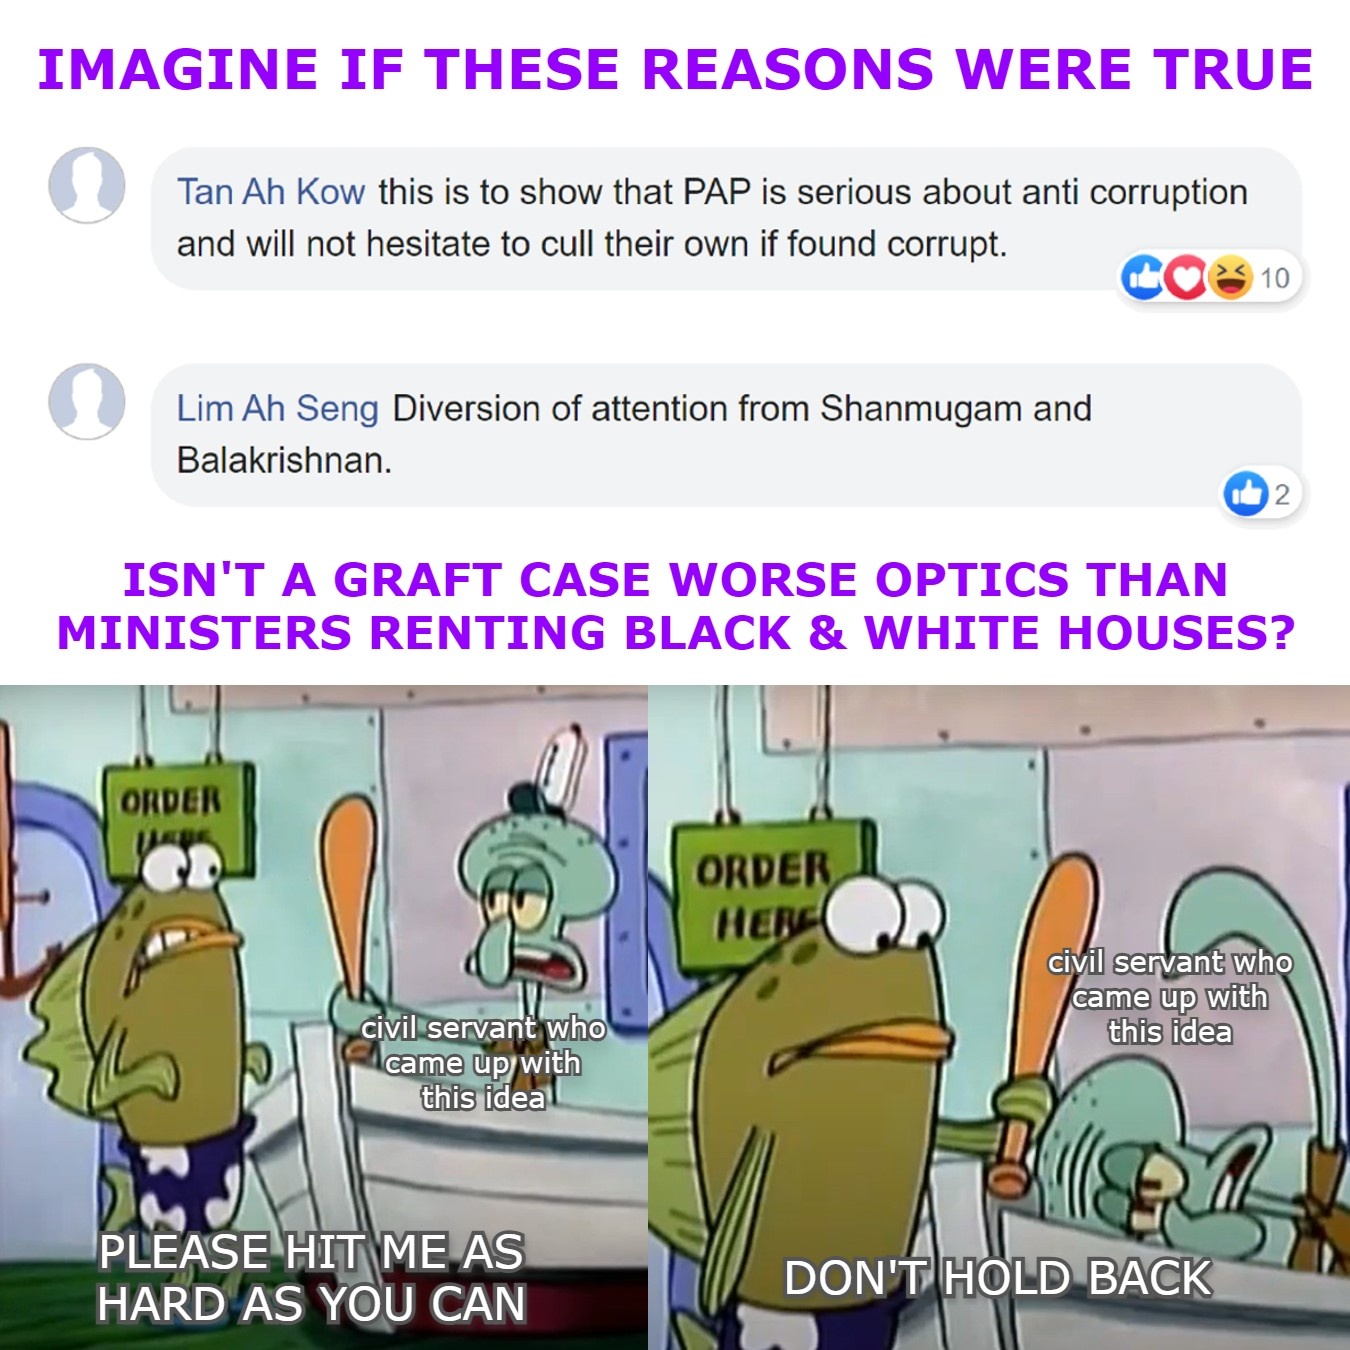 IMAGINE IF THESE REASONS WERE TRUE
Tan Ah Kow this is to show that PAP is serious about anti corruption
and will not hesitate to cull their own if found corrupt.
10
Lim Ah Seng Diversion of attention from Shanmugam and
Balakrishnan.
2
ISN'T A GRAFT CASE WORSE OPTICS THAN
MINISTERS RENTING BLACK & WHITE HOUSES?
ORDER
HERE
civil servant who
came up with
this idea
PLEASE HIT ME AS
HARD AS YOU CAN
ORDER
HERE
civil servant who
came up with
this idea
DON'T HOLD BACK